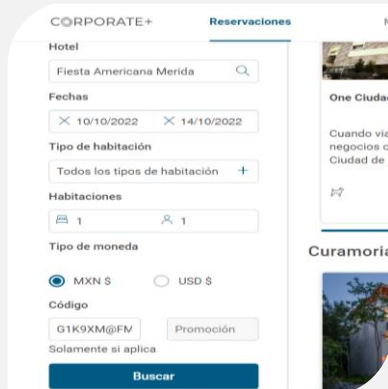 CORPORATE+
Reservaciones
Hotel
Fiesta Americana Merida
Fechas
10/10/2022
14/10/2022
Tipo de habitación
Todos los tipos de habitación +
Habitaciones
1
1
Tipo de moneda
MXN $
USD $
Código
G1K9XM@FM
Promoción
Solamente si aplica
Buscar
One Ciuda
Cuando via
negocios o
Ciudad de
Curamoria